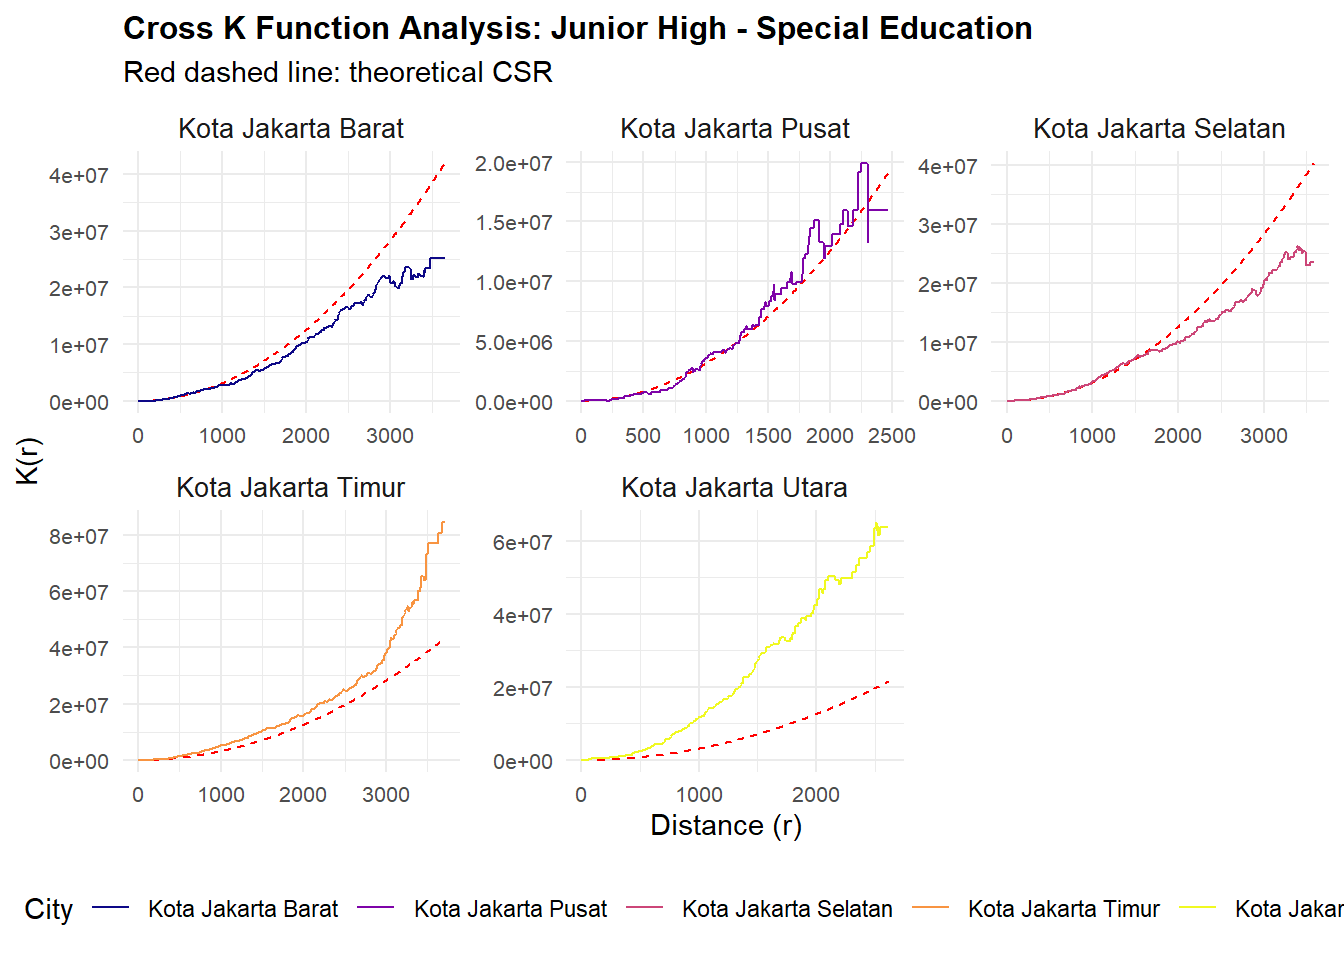 Cross K Function Analysis: Junior High - Special Education
Red dashed line: theoretical CSR
Kota Jakarta Barat
Kota Jakarta Pusat
Kota Jakarta Selatan
4e+07
3e+07
2e+07
1e+07
0e+00
0 1000 2000 3000
2.0e+07
1.5e+07
1.0e+07
5.0e+06
0.0e+00
0 500 1000 1500 2000 2500
4e+07
3e+07
2e+07
1e+07
0e+00
0 1000 2000 3000
K(r)
Kota Jakarta Timur
Kota Jakarta Utara
8e+07
6e+07
4e+07
2e+07
0e+00
0 1000 2000 3000
6e+07
4e+07
2e+07
0e+00
0 1000 2000
Distance (r)
City Kota Jakarta Barat Kota Jakarta Pusat Kota Jakarta Selatan Kota Jakarta Timur Kota Jakar